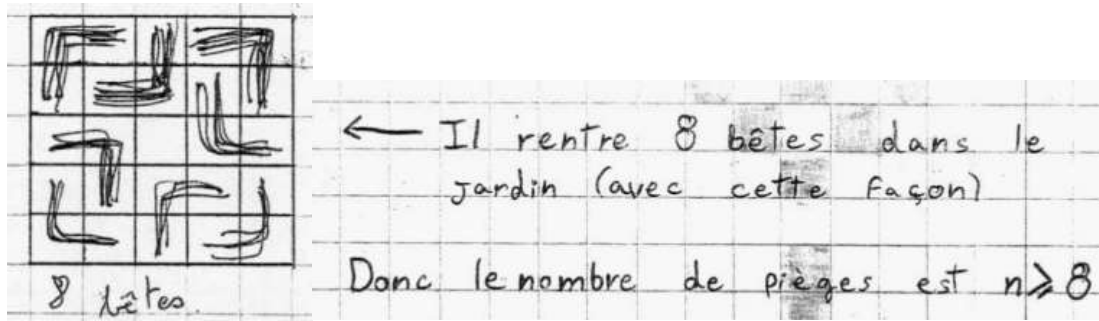 ← Il rentre 8 bêtes dans le
jardin (avec cette façon)
Donc le nombre de pièges est n ⩾ 8
8 bêtes.